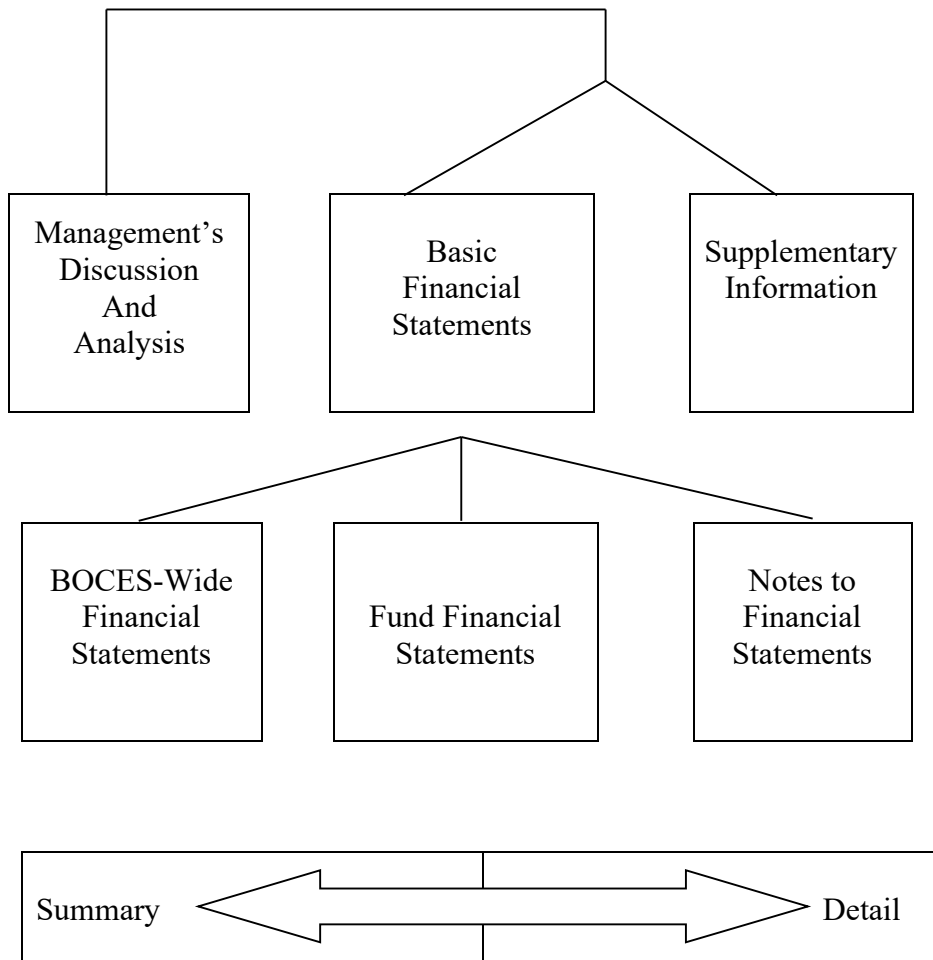 Management’s
Discussion
And
Analysis
Basic
Financial
Statements
Supplementary
Information
BOCES-Wide
Financial
Statements
Fund Financial
Statements
Notes to
Financial
Statements
Summary
Detail